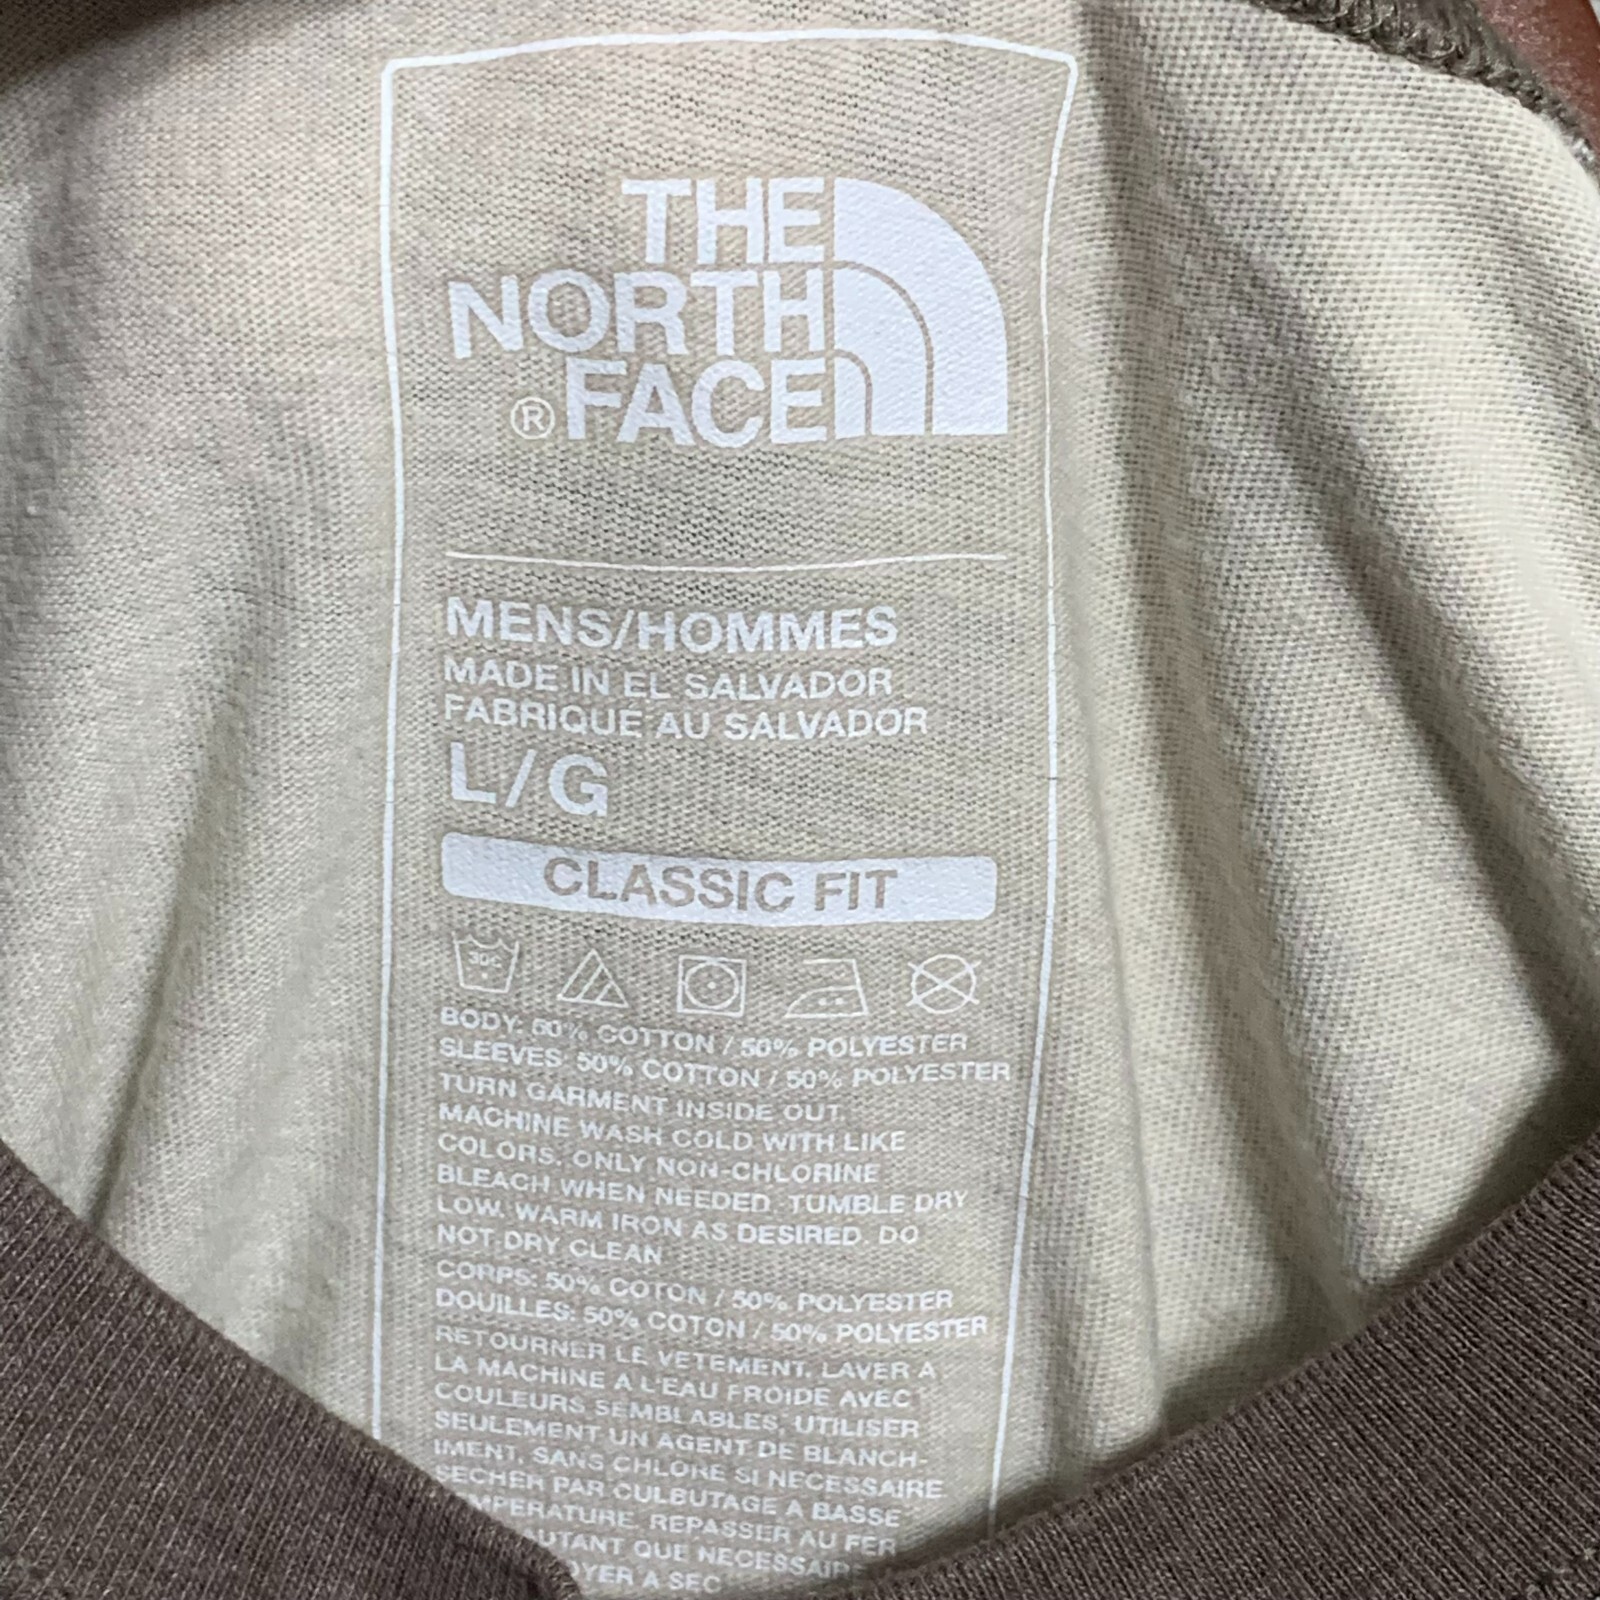 THE
NORTH
® FACE
MENS/HOMMES
MADE IN EL SALVADOR
FABRIQUE AU SALVADOR
L/G
CLASSIC FIT
30C
BODY: 50% COTTON / 50% POLYESTER
SLEEVES: 50% COTTON / 50% POLYESTER
TURN GARMENT INSIDE OUT.
MACHINE WASH COLD WITH LIKE
COLORS. ONLY NON-CHLORINE
BLEACH WHEN NEEDED. TUMBLE DRY
LOW. WARM IRON AS DESIRED. DO
NOT DRY CLEAN
CORPS: 50% COTON / 50% POLYESTER
DOUILLES: 50% COTON / 50% POLYESTER
RETOURNER LE VETEMENT. LAVER A
LA MACHINE A L'EAU FROIDE AVEC
COULEURS SEMBLABLES, UTILISER
SEULEMENT UN AGENT DE BLANCH-
IMENT, SANS CHLORE SI NECESSAIRE
SECHER PAR CULBUTAGE A BASSE
REPASSER AU FER
QUE NECESSAIRE
A SEC